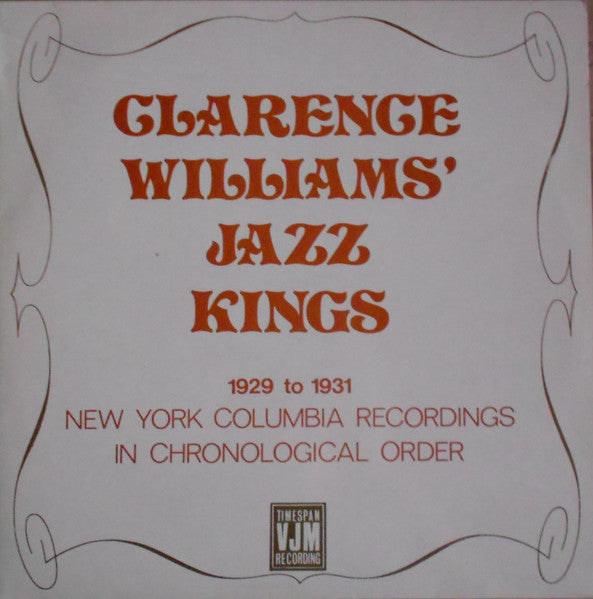 CLARENCE
WILLIAMS'
JAZZ
KINGS
1929 to 1931
NEW YORK COLUMBIA RECORDINGS
IN CHRONOLOGICAL ORDER
TIMESPAN
VJM
RECORDING